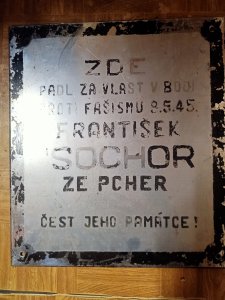 ZDE
PADL ZA VLAST V BOJI
PROTI FAŠISMU 8.5.45.
FRANTIŠEK
SOCHOR
ZE PCHER
ČEST JEHO PAMÁTCE!